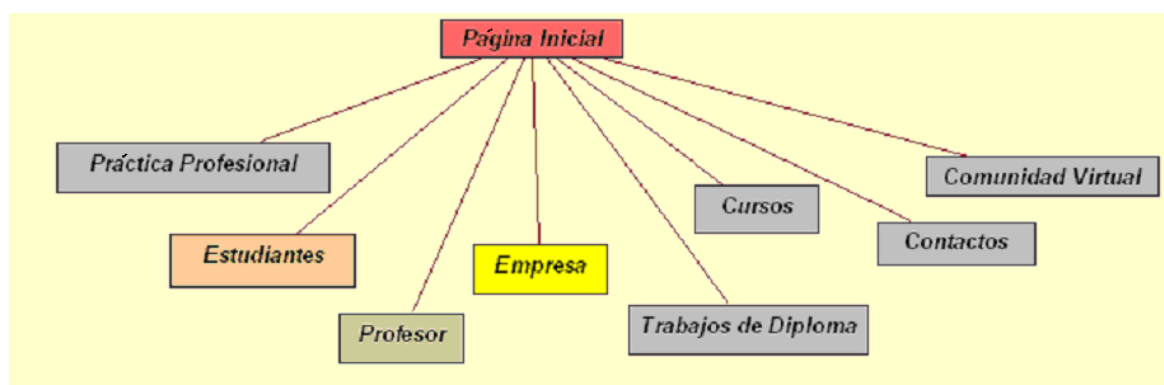 Página Inicial
Práctica Profesional
Comunidad Virtual
Cursos
Estudiantes
Contactos
Empresa
Profesor
Trabajos de Diploma